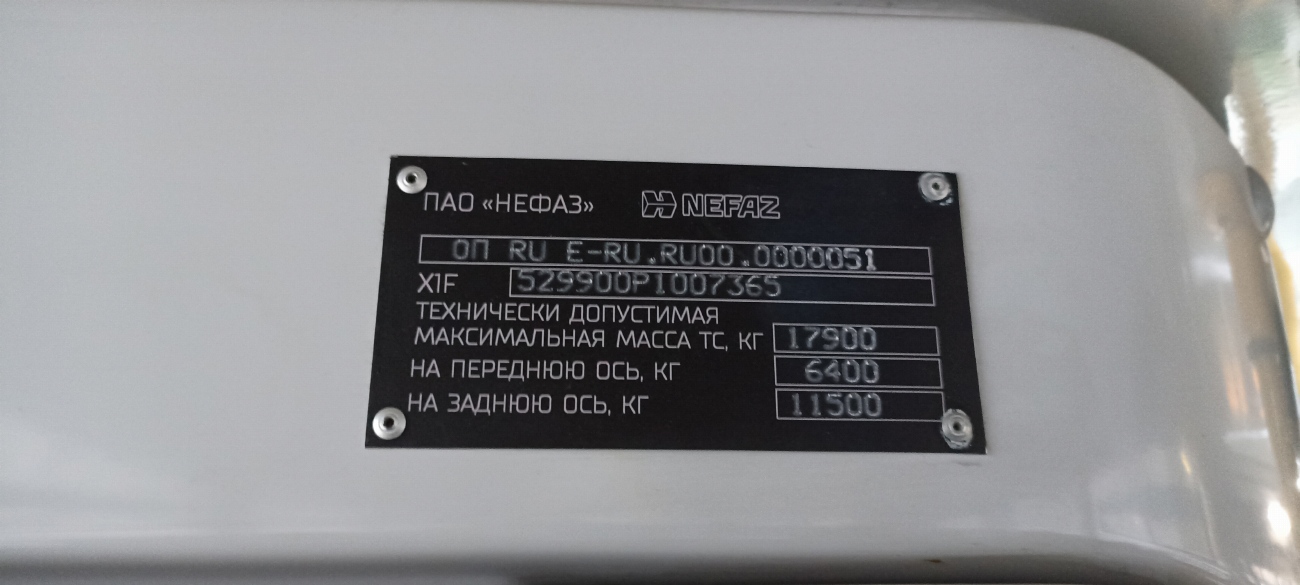 ПАО «НЕФАЗ» NEFAZ
ОП RU E-RU.RU00.0000051
X1F 529900P1007365
ТЕХНИЧЕСКИ ДОПУСТИМАЯ
МАКСИМАЛЬНАЯ МАССА ТС, КГ 17900
НА ПЕРЕДНЮЮ ОСЬ, КГ 6400
НА ЗАДНЮЮ ОСЬ, КГ 11500